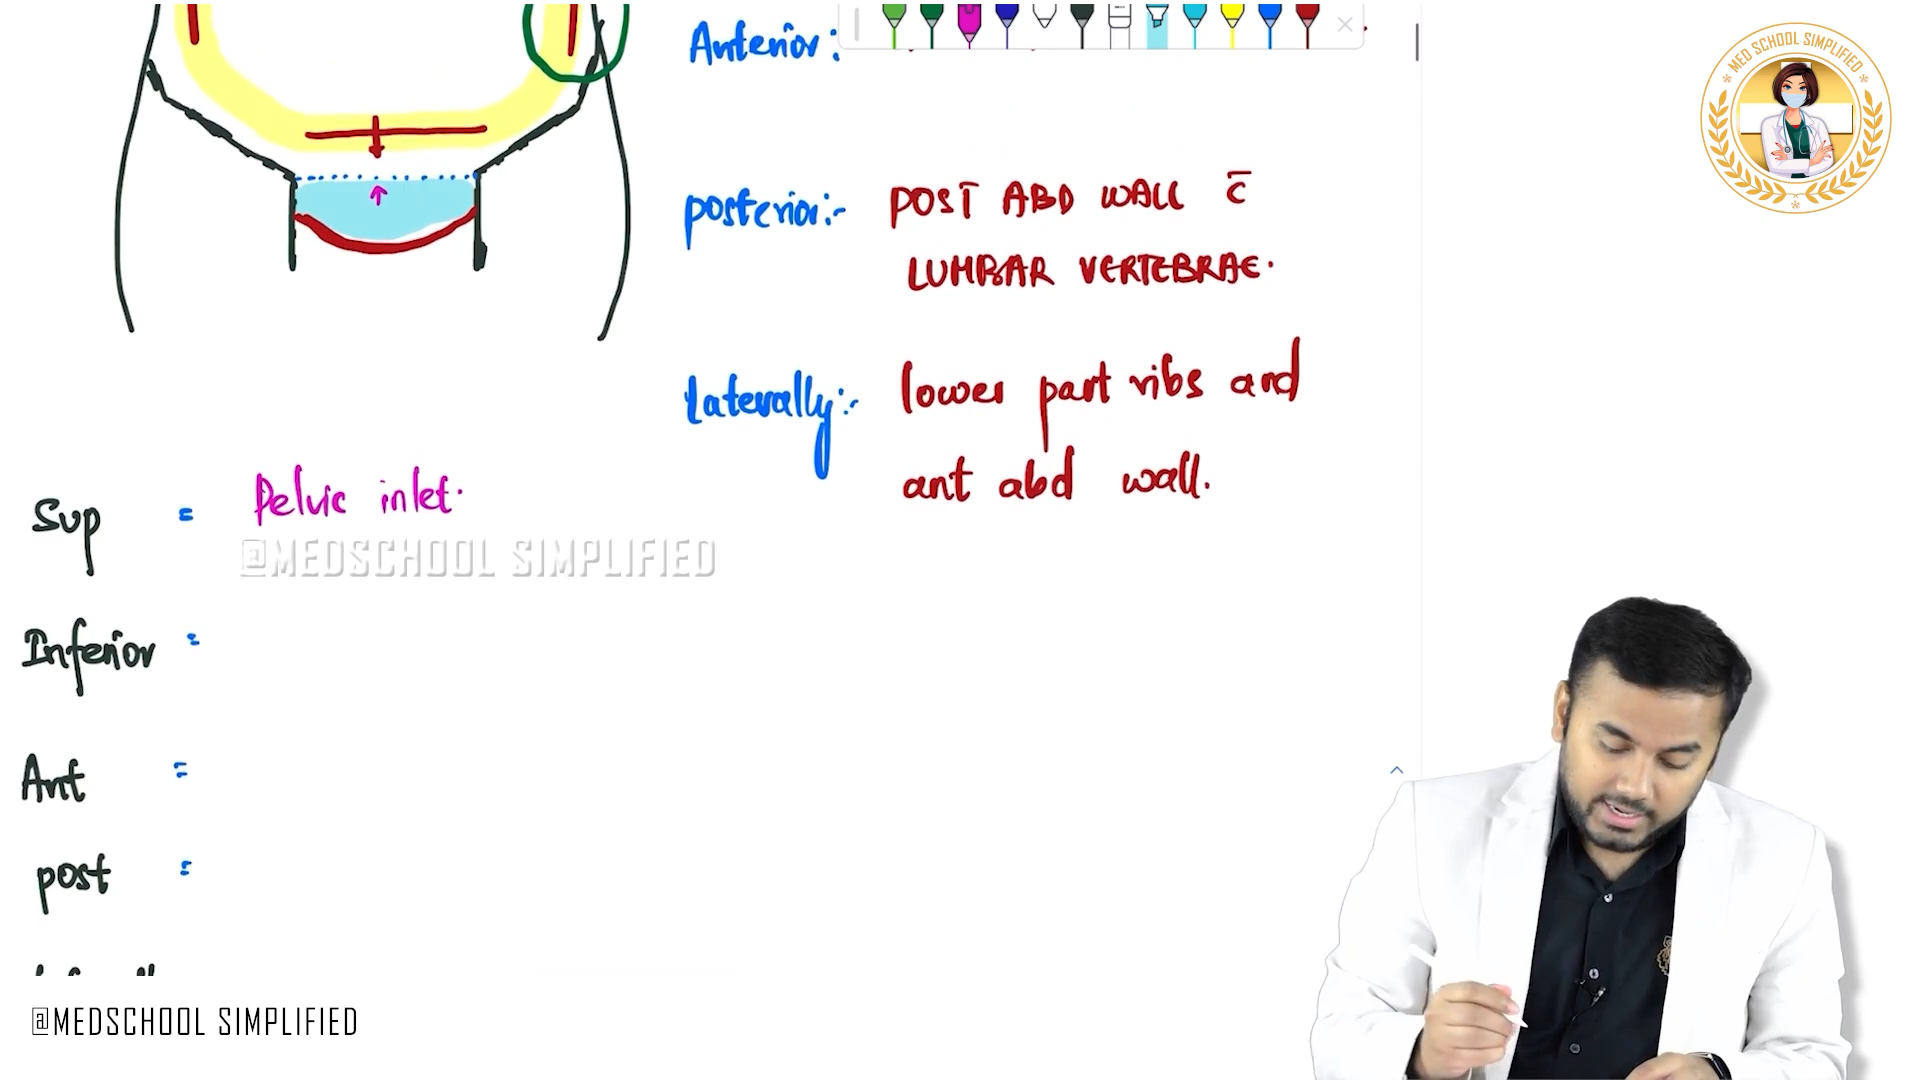 Anterior:
MED SCHOOL SIMPLIFIED
posterior:- POST ABD WALL c̄
LUMBAR VERTEBRAE.
Laterally:- lower part ribs and
ant abd wall.
Sup = Pelvic inlet.
@MEDSCHOOL SIMPLIFIED
Inferior =
Ant =
post =
@MEDSCHOOL SIMPLIFIED